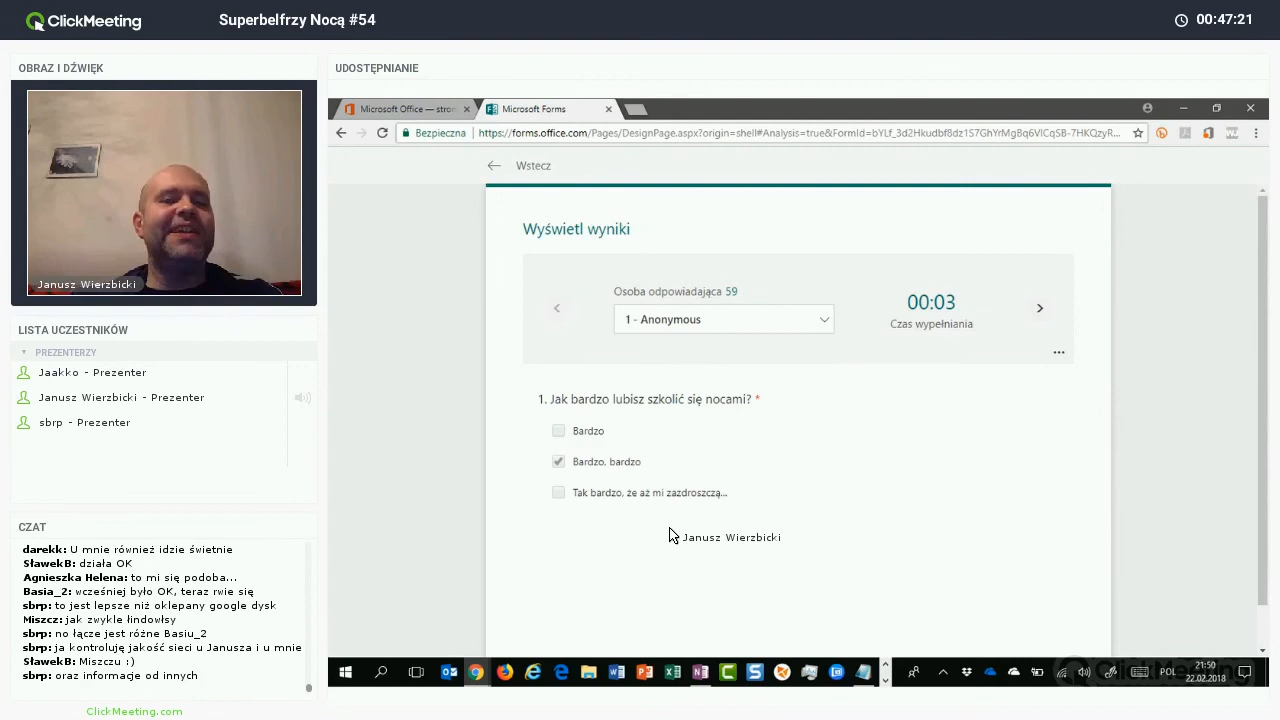 ClickMeeting
Superbelfrzy Nocą #54
00:47:21
OBRAZ I DŹWIĘK
Janusz Wierzbicki
LISTA UCZESTNIKÓW
PREZENTERZY
Jaakko - Prezenter
Janusz Wierzbicki - Prezenter
sbrp - Prezenter
CZAT
darekk: U mnie również idzie świetnie
SławekB: działa OK
Agnieszka Helena: to mi się podoba...
Basia_2: wcześniej było OK, teraz rwie się
sbrp: to jest lepsze niż oklepany google dysk
Miszcz: jak zwykle łindowłsy
sbrp: no łącze jest różne Basiu_2
sbrp: ja kontroluję jakość sieci u Janusza i u mnie
SławekB: Miszczu :)
sbrp: oraz informacje od innych
ClickMeeting.com
UDOSTĘPNIANIE
Microsoft Office — stro
Microsoft Forms
Bezpieczna
https://forms.office.com/Pages/DesignPage.aspx?origin=shell#Analysis=true&FormId=bYLf_3d2Hkudbf8dz1S7GhYrMgBq6VlCqSB-7HKQzyR...
Wstecz
Wyświetl wyniki
Osoba odpowiadająca 59
1 - Anonymous
00:03
Czas wypełniania
1. Jak bardzo lubisz szkolić się nocami? *
Bardzo
Bardzo, bardzo
Tak bardzo, że aż mi zazdroszczą...
Janusz Wierzbicki
POL
21:50
22.02.2018
ClickMeeting